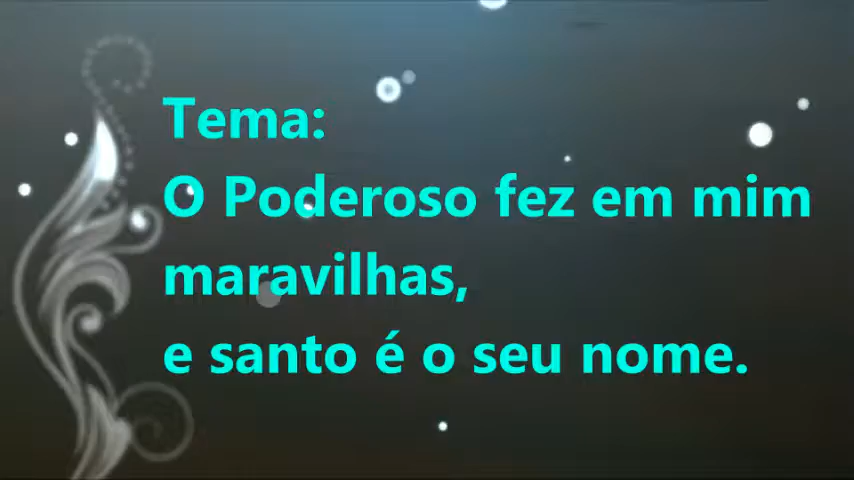 Tema:
O Poderoso fez em mim
maravilhas,
e santo é o seu nome.